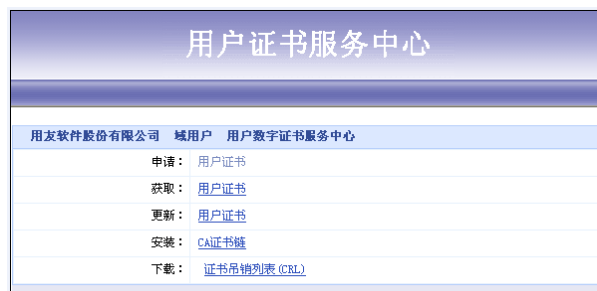 用户证书服务中心
用友软件股份有限公司 域用户 用户数字证书服务中心
申请： 用户证书
获取： 用户证书
更新： 用户证书
安装： CA证书链
下载： 证书吊销列表(CRL)